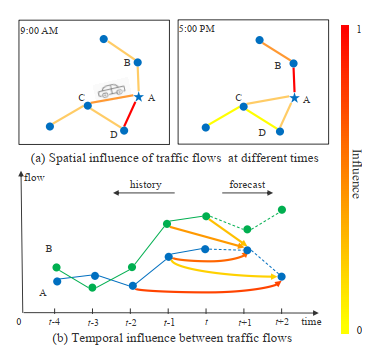 9:00 AM
B
C
A
D
5:00 PM
B
C
A
D
1
Influence
0
(a) Spatial influence of traffic flows at different times
flow
history
forecast
B
A
0
t-4
t-3
t-2
t-1
t
t+1
t+2
time
(b) Temporal influence between traffic flows